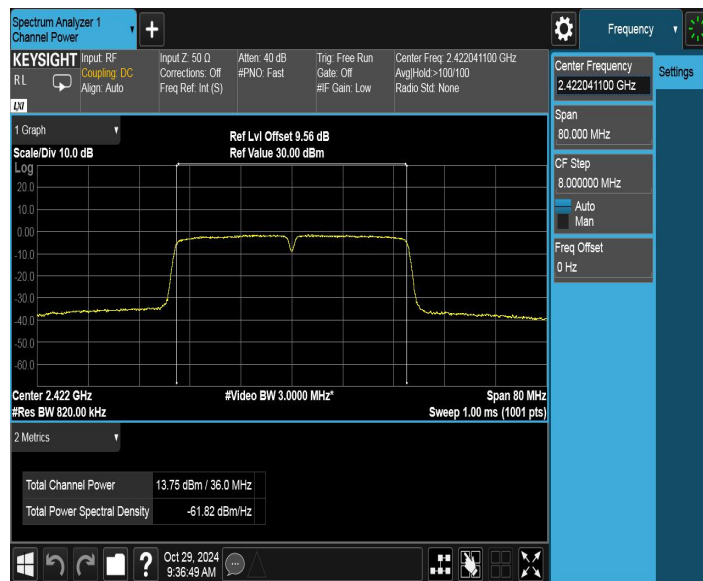 Spectrum Analyzer 1
Channel Power
Frequency
KEYSIGHT
R L
LXI
Input: RF
Coupling: DC
Align: Auto
Input Z: 50 Ω
Corrections: Off
Freq Ref: Int (S)
Atten: 40 dB
#PNO: Fast
Trig: Free Run
Gate: Off
#IF Gain: Low
Center Freq: 2.422041100 GHz
Avg|Hold:>100/100
Radio Std: None
Center Frequency
2.422041100 GHz
Settings
Span
80.000 MHz
CF Step
8.000000 MHz
Auto
Man
Freq Offset
0 Hz
1 Graph
Scale/Div 10.0 dB
Ref Lvl Offset 9.56 dB
Ref Value 30.00 dBm
Log
20.0
10.0
0.00
-10.0
-20.0
-30.0
-40.0
-50.0
-60.0
Center 2.422 GHz
#Video BW 3.0000 MHz*
Span 80 MHz
#Res BW 820.00 kHz
Sweep 1.00 ms (1001 pts)
2 Metrics
Total Channel Power 13.75 dBm / 36.0 MHz
Total Power Spectral Density -61.82 dBm/Hz
?
Oct 29, 2024
9:36:49 AM